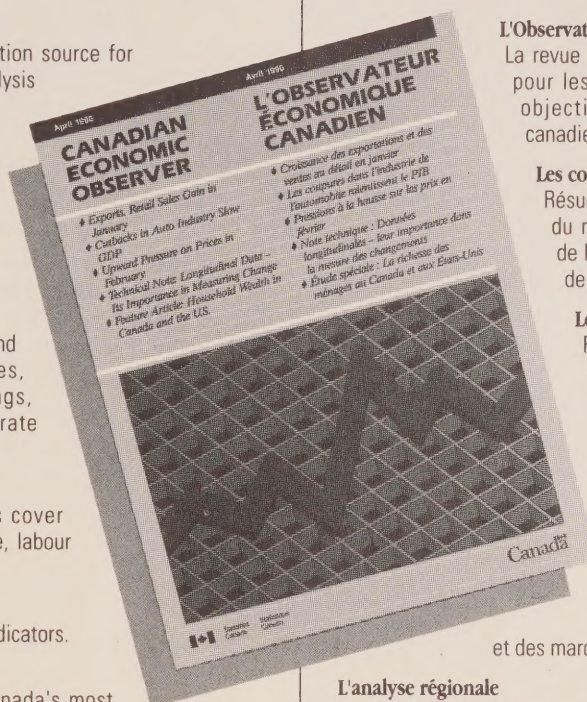 tion source for
lysis
nd
es,
gs,
rate
s cover
e, labour
dicators.
nada's most
April 1990
Avril 1990
CANADIAN
ECONOMIC
OBSERVER
♦ Exports, Retail Sales Gain in
January
♦ Cutbacks in Auto Industry Slow
GDP
♦ Upward Pressure on Prices in
February
♦ Technical Note: Longitudinal Data –
Its Importance in Measuring Change
♦ Feature Article: Household Wealth in
Canada and the U.S.
L'OBSERVATEUR
ÉCONOMIQUE
CANADIEN
♦ Croissance des exportations et des
ventes au détail en janvier
♦ Les coupures dans l'industrie de
l'automobile ralentissent le PIB
♦ Pressions à la hausse sur les prix en
février
♦ Note technique : Données
longitudinales – leur importance dans
la mesure des changements
♦ Étude spéciale : La richesse des
ménages au Canada et aux États-Unis
Statistics
Canada
Statistique
Canada
Canada
L'Observat
La revue
pour les
objecti
canadie
Les co
Résu
du r
de l
de
L
et des marc
L'analyse régionale